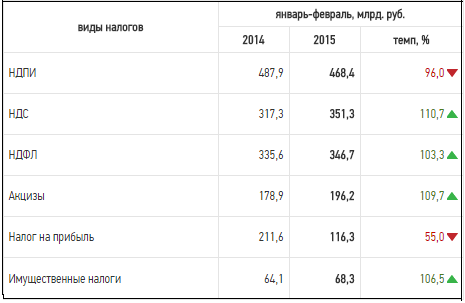 виды налогов
январь-февраль, млрд. руб.
2014 2015 темп, %
НДПИ 487,9 468,4 96,0
НДС 317,3 351,3 110,7
НДФЛ 335,6 346,7 103,3
Акцизы 178,9 196,2 109,7
Налог на прибыль 211,6 116,3 55,0
Имущественные налоги 64,1 68,3 106,5